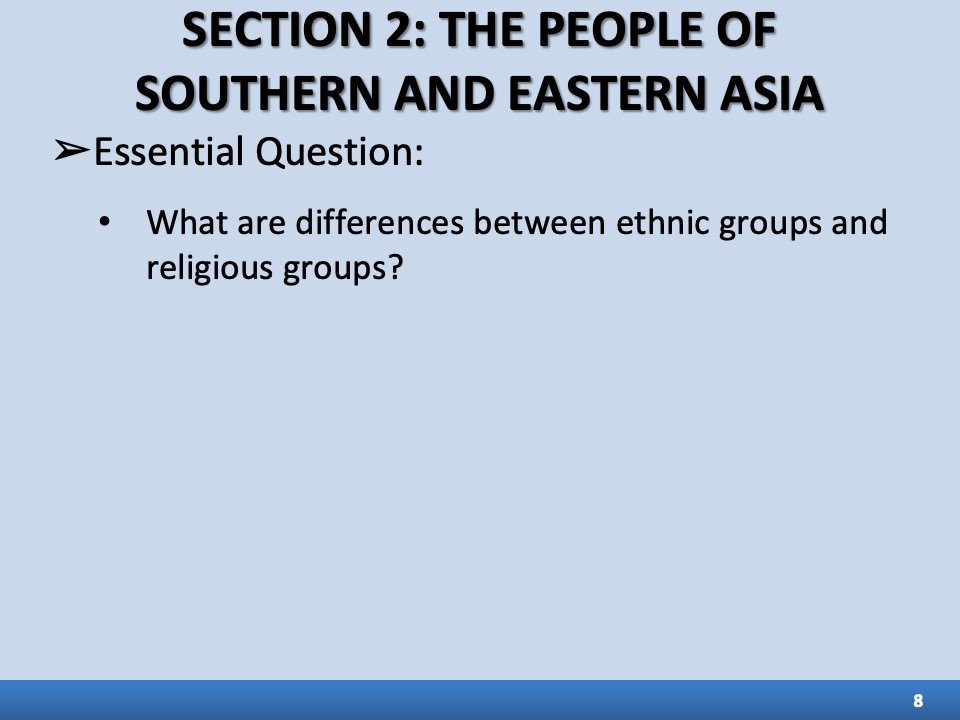 SECTION 2: THE PEOPLE OF
SOUTHERN AND EASTERN ASIA
➢Essential Question:
• What are differences between ethnic groups and
religious groups?
8